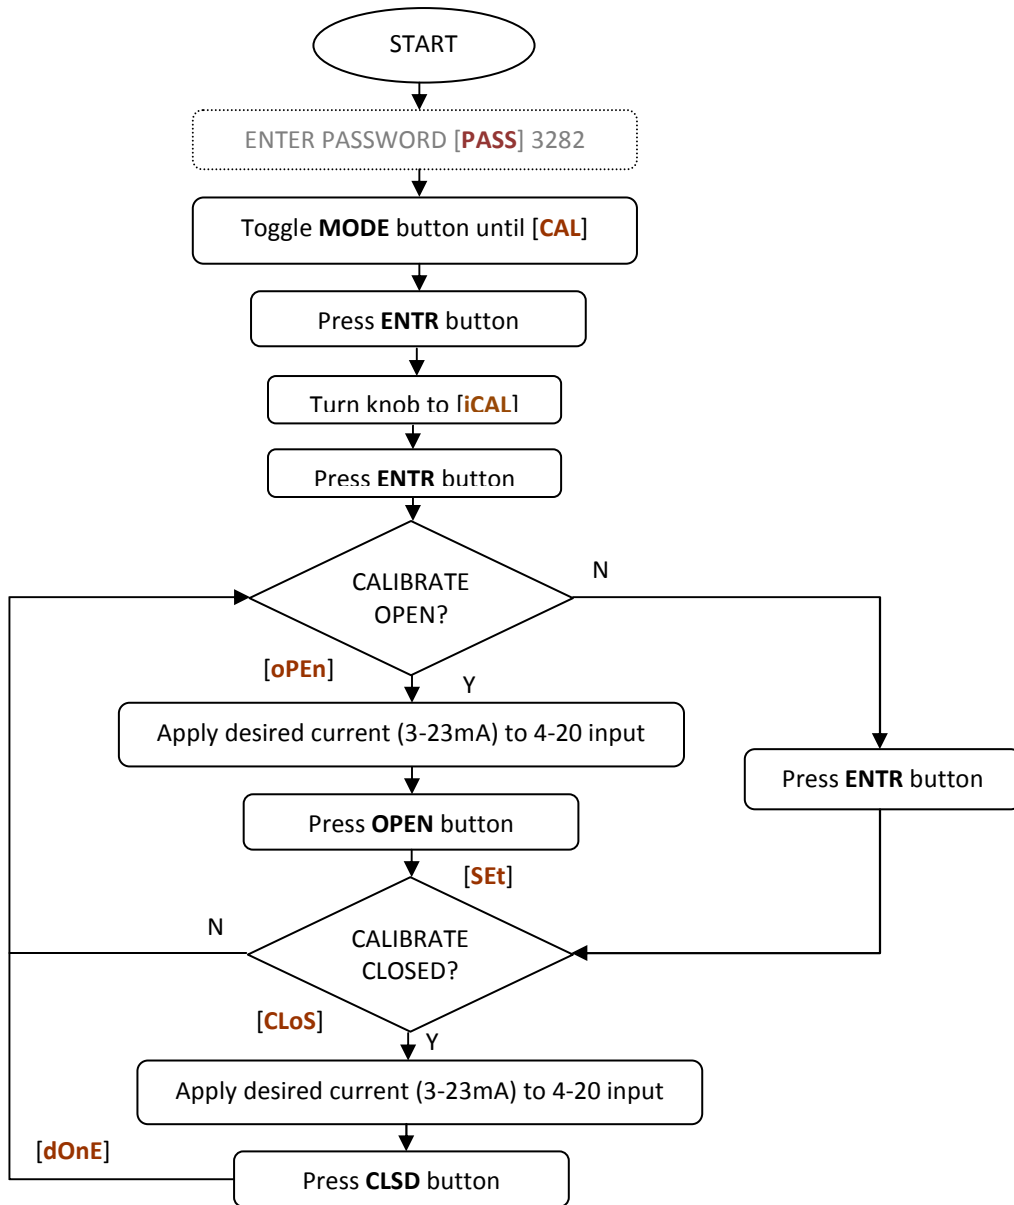 START
ENTER PASSWORD [PASS] 3282
Toggle MODE button until [CAL]
Press ENTR button
Turn knob to [iCAL]
Press ENTR button
CALIBRATE
OPEN?
N
[oPEn]
Y
Apply desired current (3-23mA) to 4-20 input
Press ENTR button
Press OPEN button
[SEt]
N
CALIBRATE
CLOSED?
[CLoS]
Y
Apply desired current (3-23mA) to 4-20 input
[dOnE]
Press CLSD button